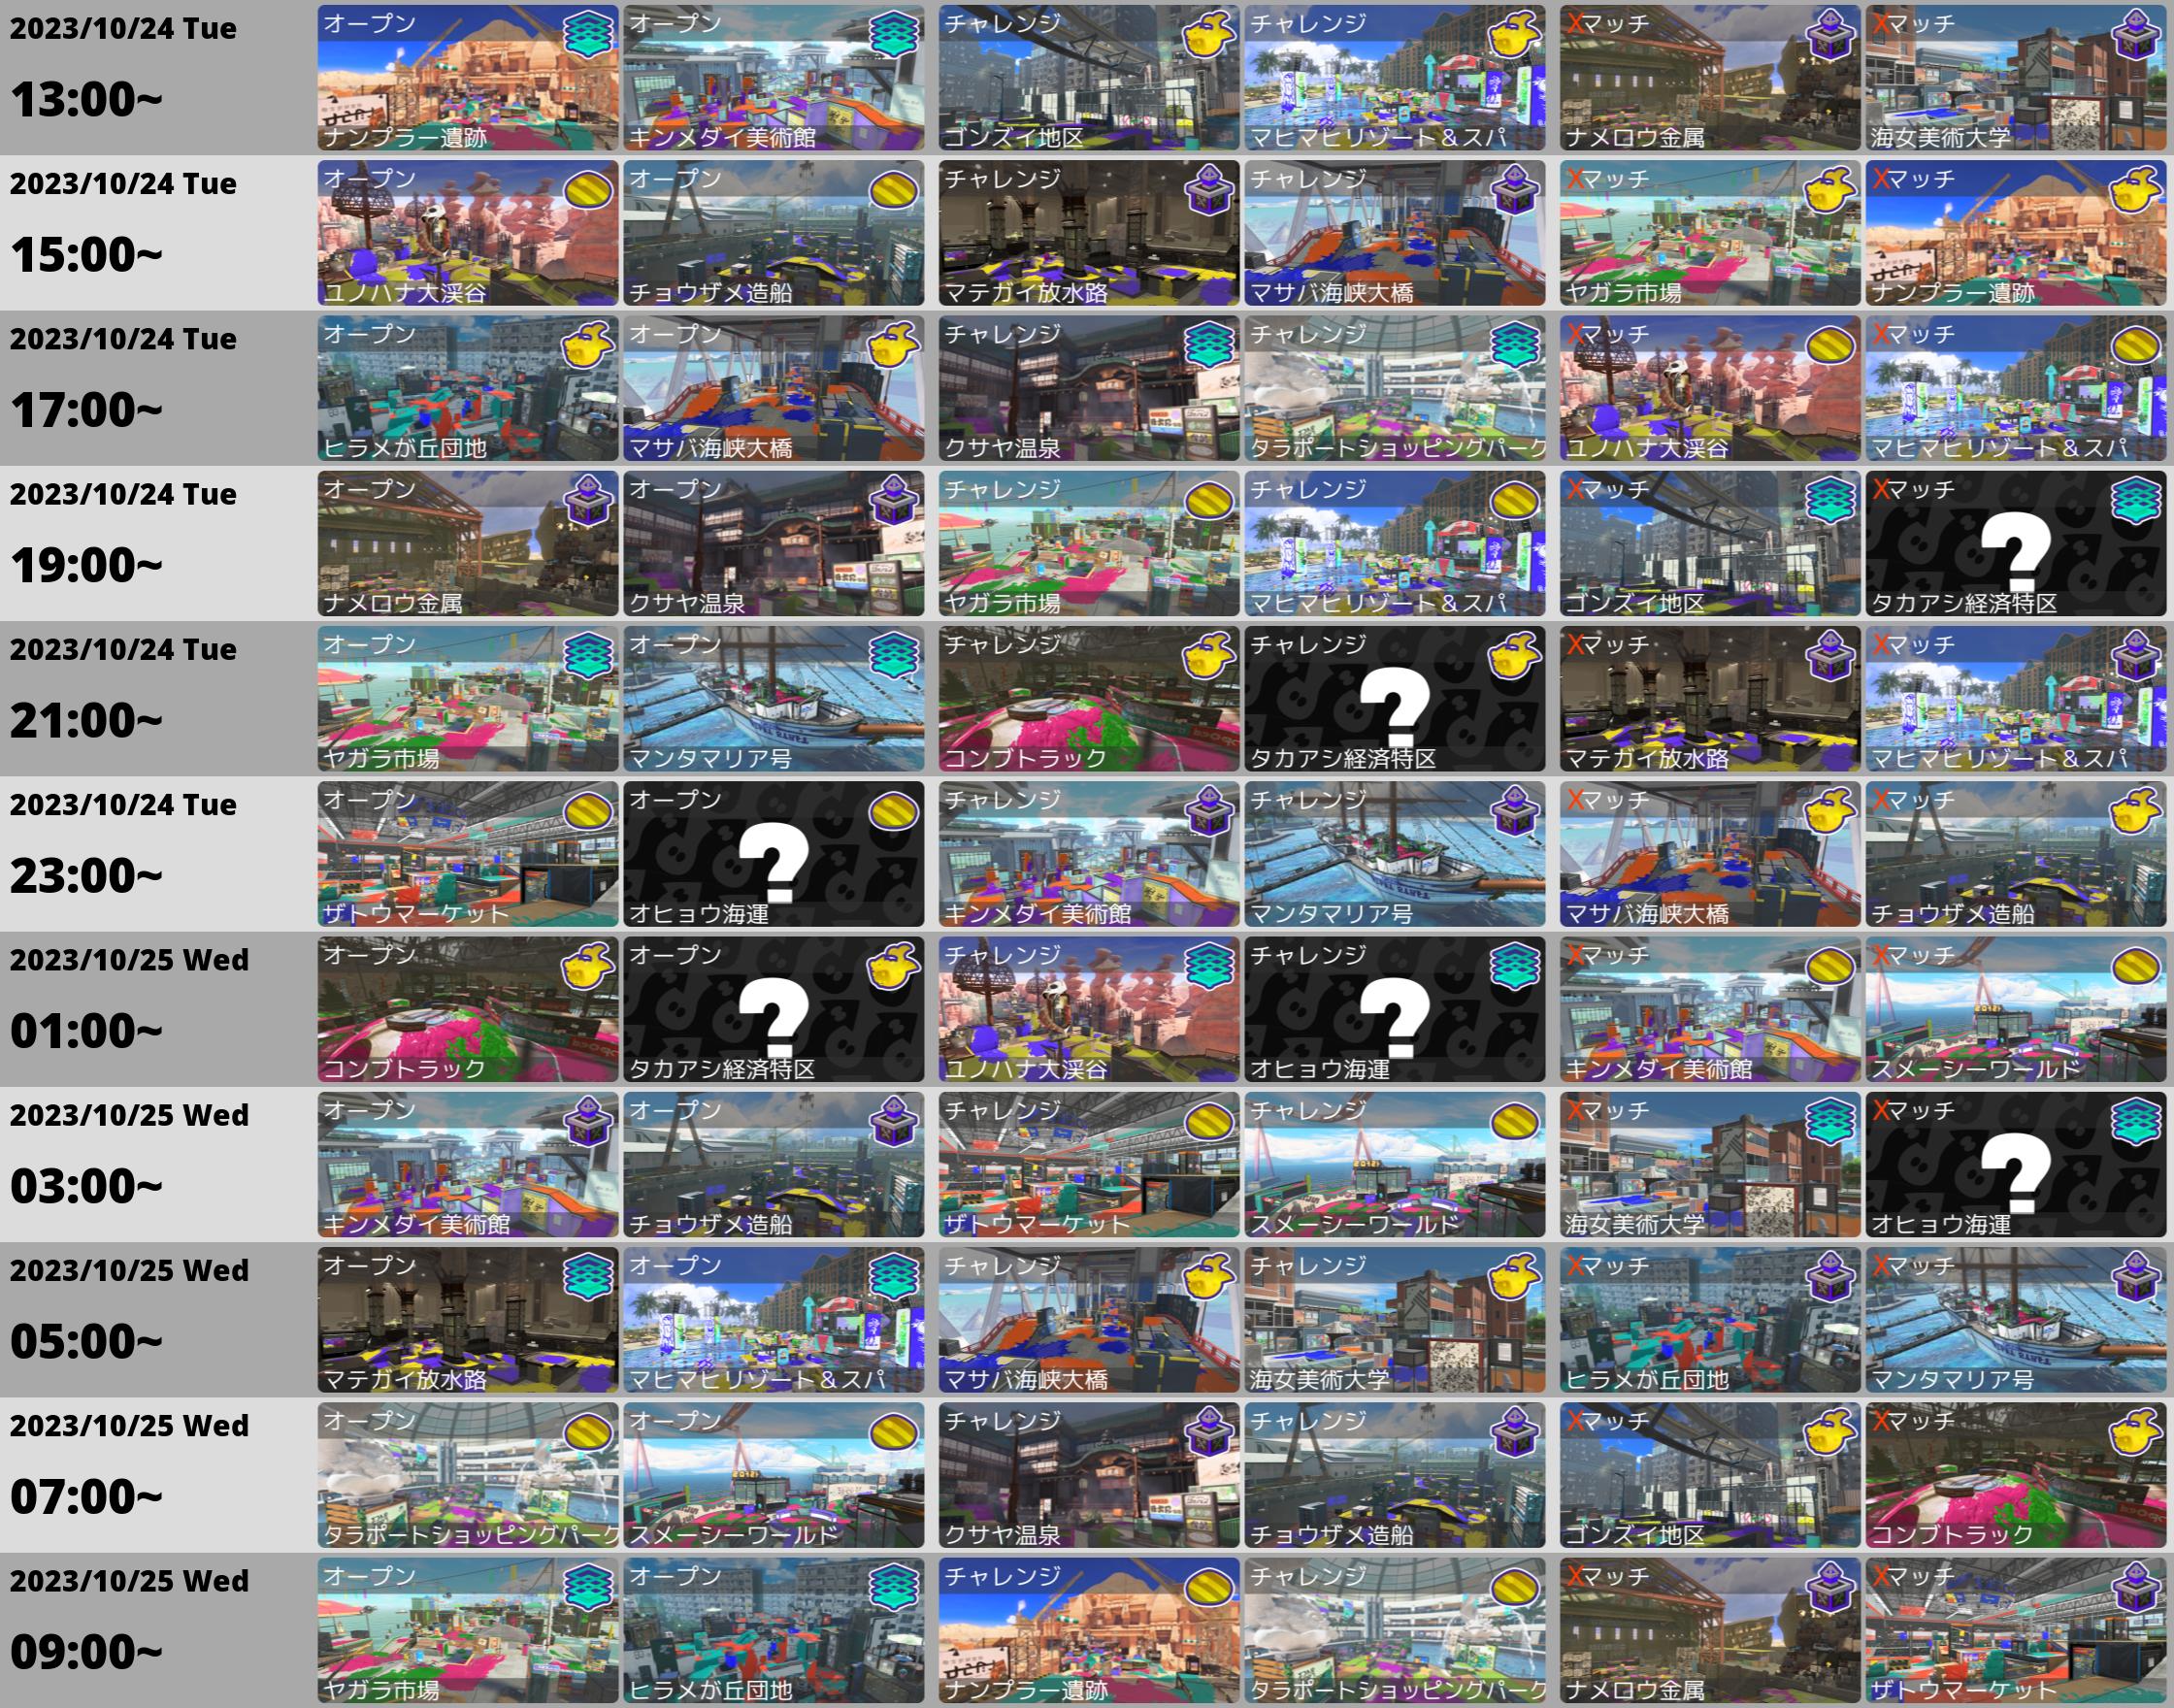 2023/10/24 Tue
13:00~
オープン
ナンプラー遺跡
オープン
キンメダイ美術館
チャレンジ
ゴンズイ地区
チャレンジ
マヒマヒリゾート＆スパ
Xマッチ
ナメロウ金属
Xマッチ
海女美術大学
2023/10/24 Tue
15:00~
オープン
ユノハナ大渓谷
オープン
チョウザメ造船
チャレンジ
マテガイ放水路
チャレンジ
マサバ海峡大橋
Xマッチ
ヤガラ市場
Xマッチ
ナンプラー遺跡
2023/10/24 Tue
17:00~
オープン
ヒラメが丘団地
オープン
マサバ海峡大橋
チャレンジ
クサヤ温泉
チャレンジ
タラポートショッピングパーク
Xマッチ
ユノハナ大渓谷
Xマッチ
マヒマヒリゾート＆スパ
2023/10/24 Tue
19:00~
オープン
ナメロウ金属
オープン
クサヤ温泉
チャレンジ
ヤガラ市場
チャレンジ
マヒマヒリゾート＆スパ
Xマッチ
ゴンズイ地区
Xマッチ
?
タカアシ経済特区
2023/10/24 Tue
21:00~
オープン
ヤガラ市場
オープン
マンタマリア号
チャレンジ
コンブトラック
チャレンジ
?
タカアシ経済特区
Xマッチ
マテガイ放水路
Xマッチ
マヒマヒリゾート＆スパ
2023/10/24 Tue
23:00~
オープン
ザトウマーケット
オープン
?
オヒョウ海運
チャレンジ
キンメダイ美術館
チャレンジ
マンタマリア号
Xマッチ
マサバ海峡大橋
Xマッチ
チョウザメ造船
2023/10/25 Wed
01:00~
オープン
コンブトラック
オープン
?
タカアシ経済特区
チャレンジ
ユノハナ大渓谷
チャレンジ
?
オヒョウ海運
Xマッチ
キンメダイ美術館
Xマッチ
スメーシーワールド
2023/10/25 Wed
03:00~
オープン
キンメダイ美術館
オープン
チョウザメ造船
チャレンジ
ザトウマーケット
チャレンジ
スメーシーワールド
Xマッチ
海女美術大学
Xマッチ
?
オヒョウ海運
2023/10/25 Wed
05:00~
オープン
マテガイ放水路
オープン
マヒマヒリゾート＆スパ
チャレンジ
マサバ海峡大橋
チャレンジ
海女美術大学
Xマッチ
ヒラメが丘団地
Xマッチ
マンタマリア号
2023/10/25 Wed
07:00~
オープン
タラポートショッピングパーク
オープン
スメーシーワールド
チャレンジ
クサヤ温泉
チャレンジ
チョウザメ造船
Xマッチ
ゴンズイ地区
Xマッチ
コンブトラック
2023/10/25 Wed
09:00~
オープン
ヤガラ市場
オープン
ヒラメが丘団地
チャレンジ
ナンプラー遺跡
チャレンジ
タラポートショッピングパーク
Xマッチ
ナメロウ金属
Xマッチ
ザトウマーケット